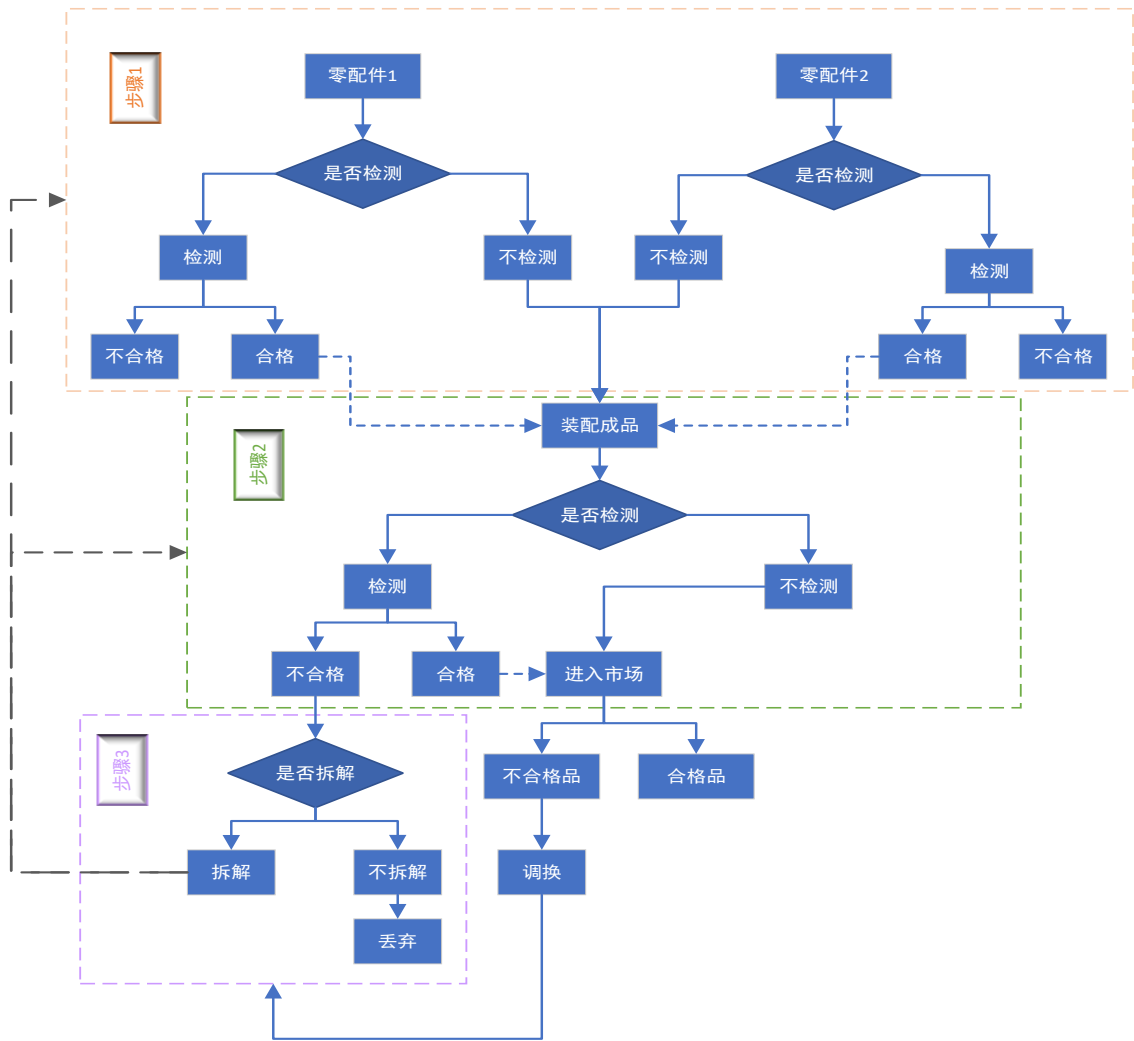 步骤1
零配件1
零配件2
是否检测
是否检测
检测
不检测
不检测
检测
不合格
合格
合格
不合格
步骤2
装配成品
是否检测
检测
不检测
不合格
合格
进入市场
步骤3
是否拆解
不合格品
合格品
拆解
不拆解
调换
丢弃